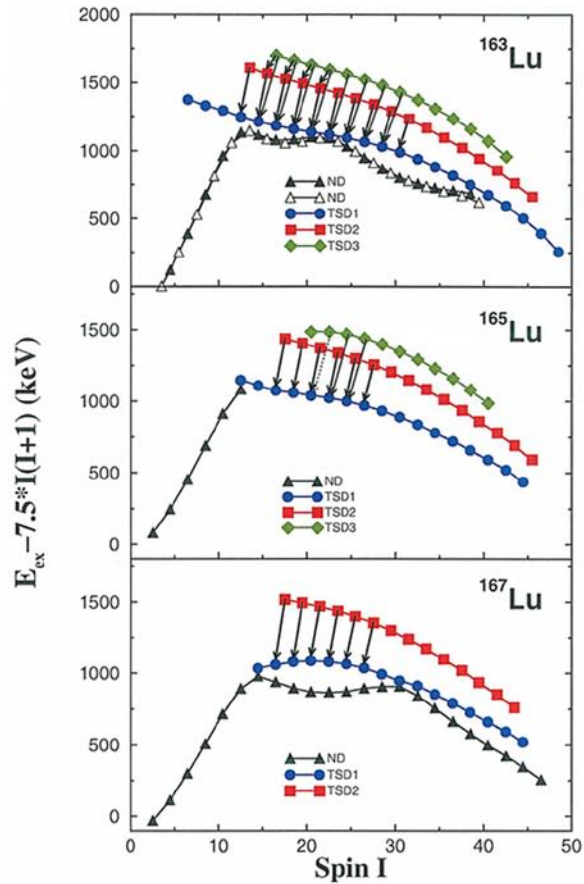 E_ex−7.5*I(I+1) (keV)
2000
¹⁶³Lu
1500
1000
500
0
ND
ND
TSD1
TSD2
TSD3
¹⁶⁵Lu
1500
1000
500
0
ND
TSD1
TSD2
TSD3
¹⁶⁷Lu
1500
1000
500
0
ND
TSD1
TSD2
0 10 20 30 40 50
Spin I